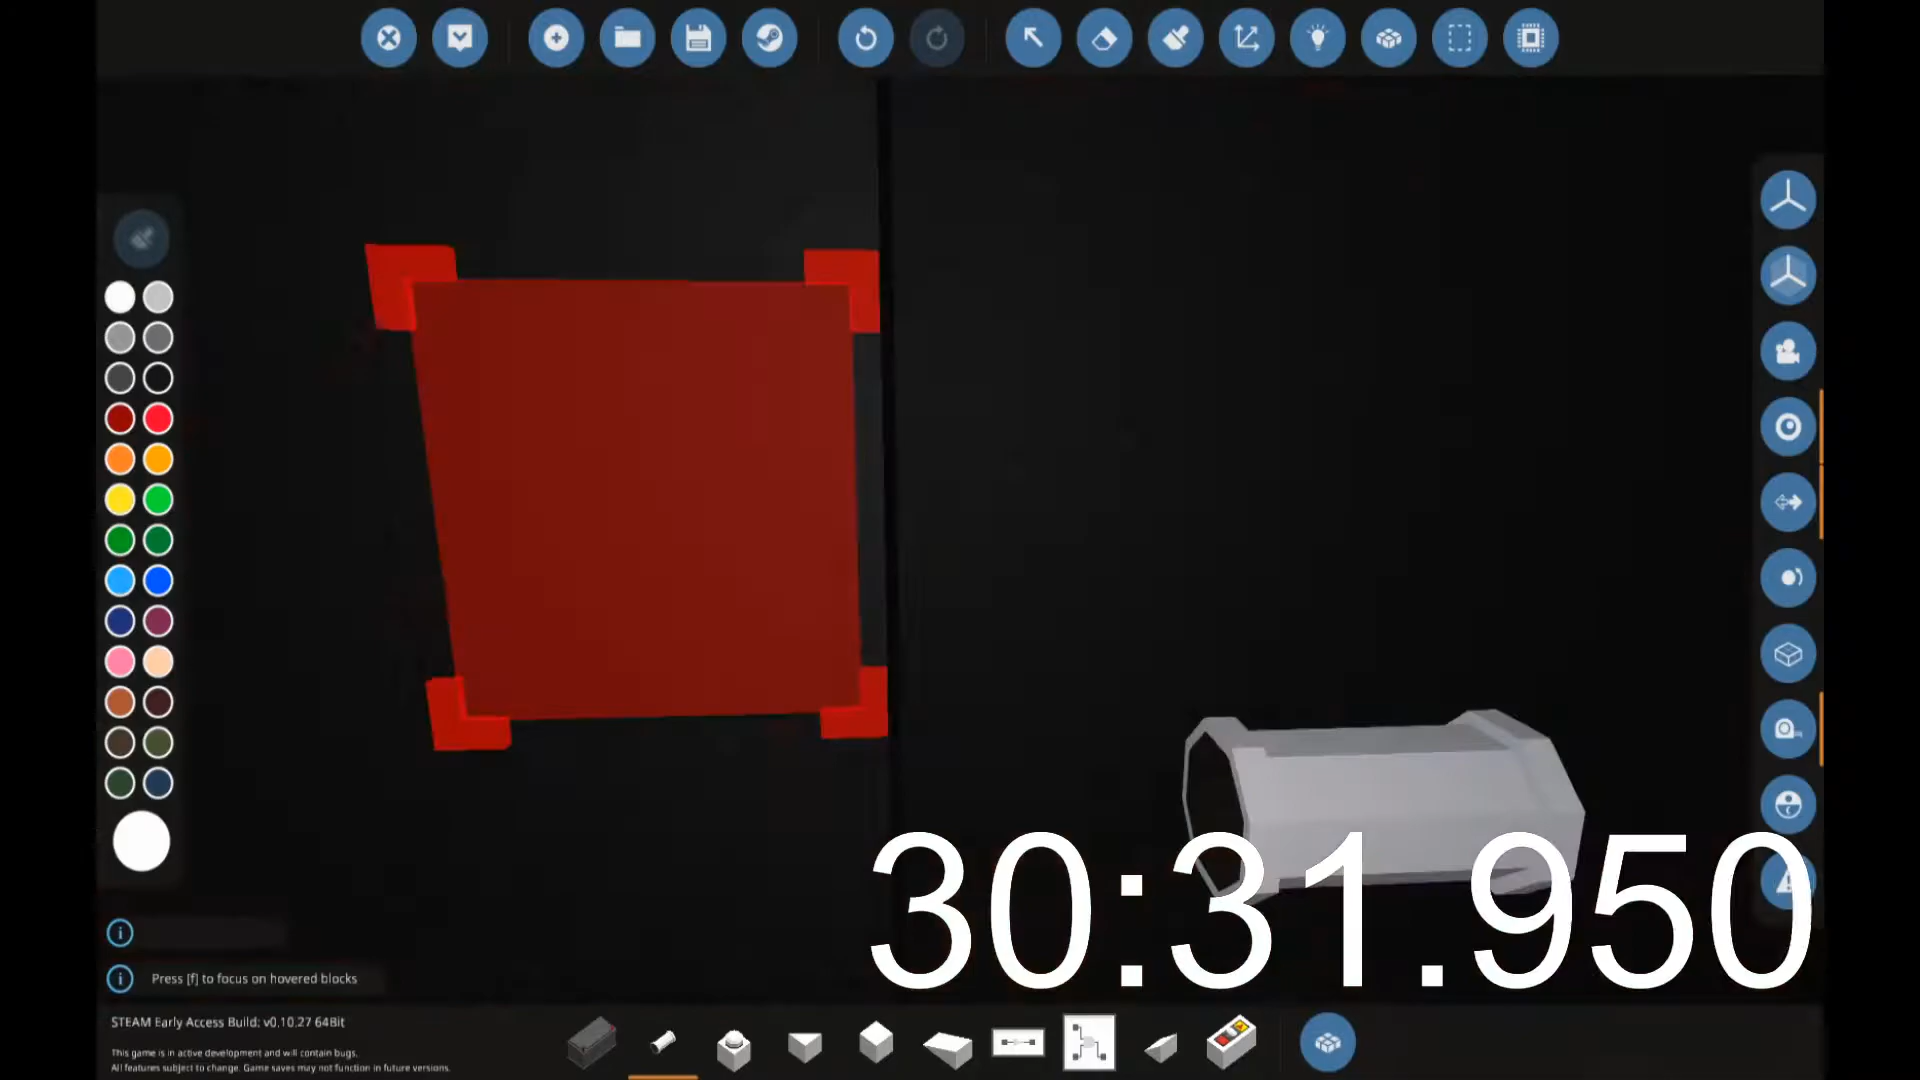 30:31.950
Press [f] to focus on hovered blocks
STEAM Early Access Build: v0.10.27 64Bit
This game is in active development and will contain bugs.
All features subject to change. Game saves may not function in future versions.